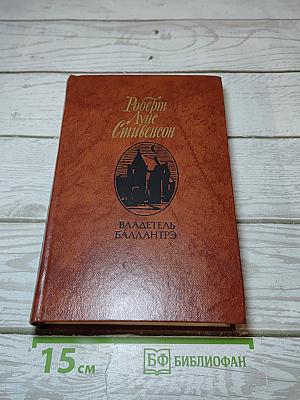 Роберт
Луис
Стивенсон
ВЛАДЕТЕЛЬ
БАЛЛАНТРЭ
15 см
БФ БИБЛИОФАН